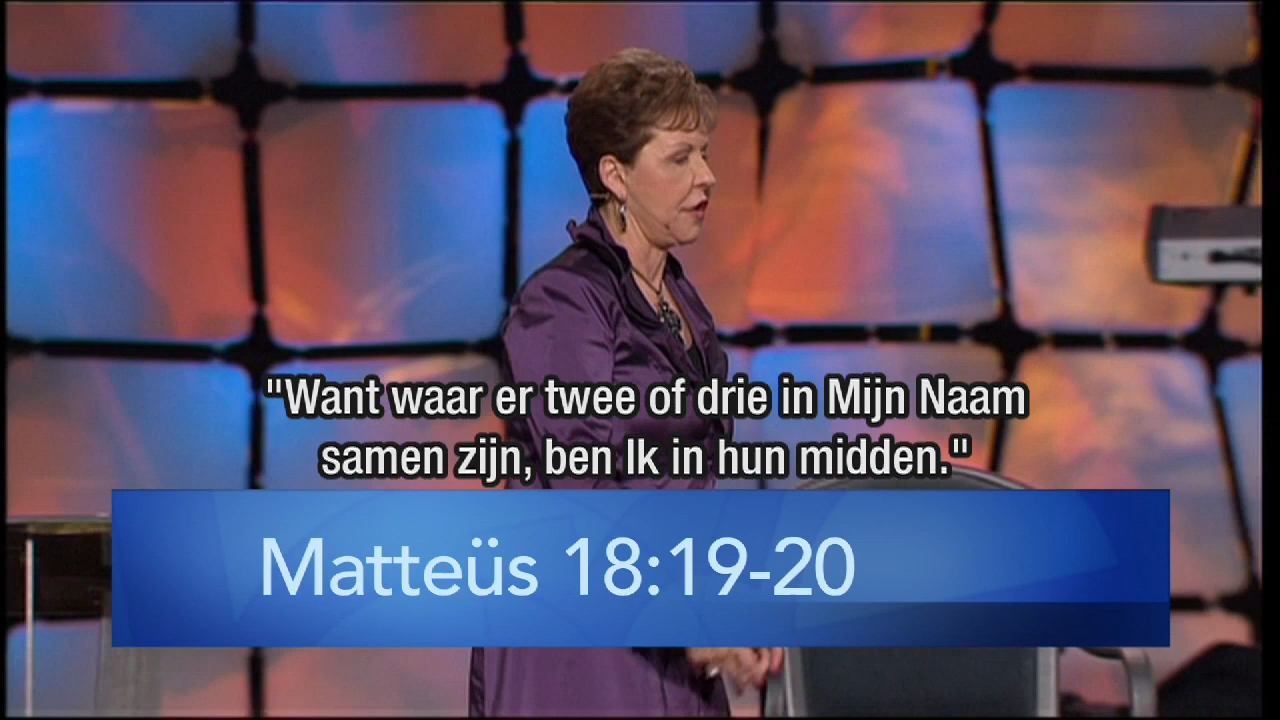 "Want waar er twee of drie in Mijn Naam
samen zijn, ben Ik in hun midden."
Matteüs 18:19-20